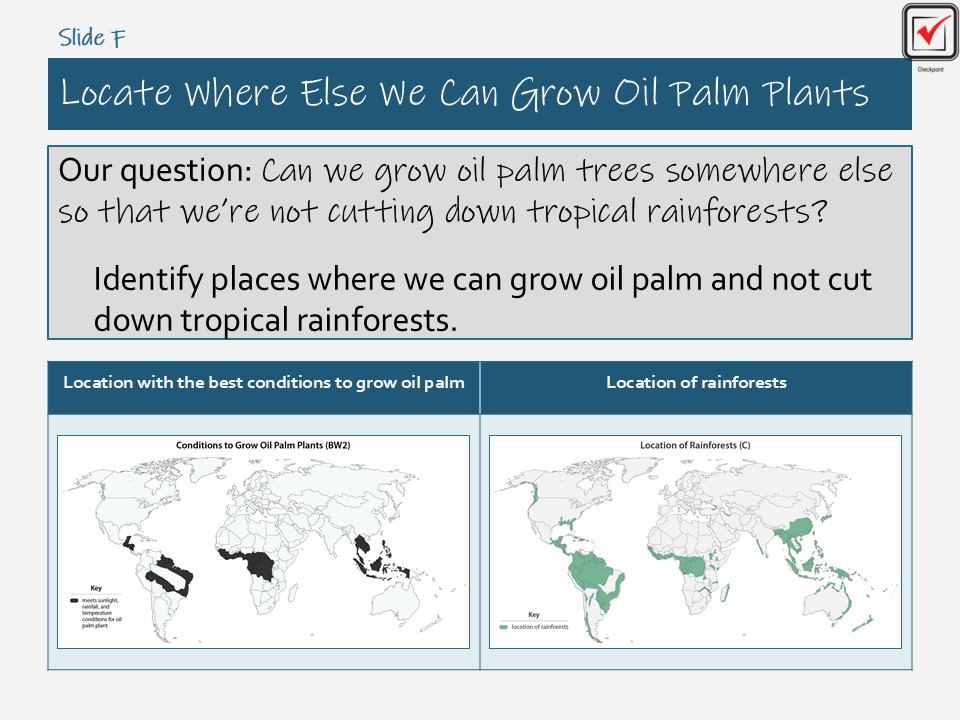 Slide F
Checkpoint
Locate Where Else We Can Grow Oil Palm Plants
Our question: Can we grow oil palm trees somewhere else
so that we're not cutting down tropical rainforests?
Identify places where we can grow oil palm and not cut
down tropical rainforests.
Location with the best conditions to grow oil palm
Location of rainforests
Conditions to Grow Oil Palm Plants (BW2)
Key
meets sunlight,
rainfall, and
temperature
conditions for oil
palm plant
Location of Rainforests (C)
Key
location of rainforests